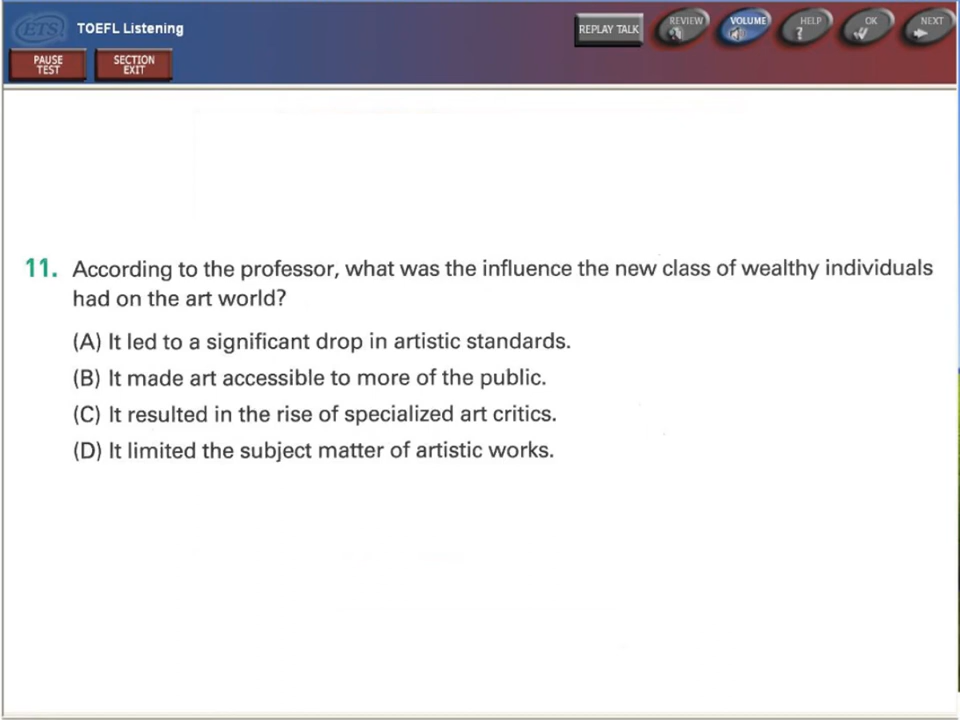 ETS TOEFL Listening
REPLAY TALK
REVIEW
VOLUME
HELP
?
OK
NEXT
PAUSE
TEST
SECTION
EXIT
11. According to the professor, what was the influence the new class of wealthy individuals
had on the art world?
(A) It led to a significant drop in artistic standards.
(B) It made art accessible to more of the public.
(C) It resulted in the rise of specialized art critics.
(D) It limited the subject matter of artistic works.